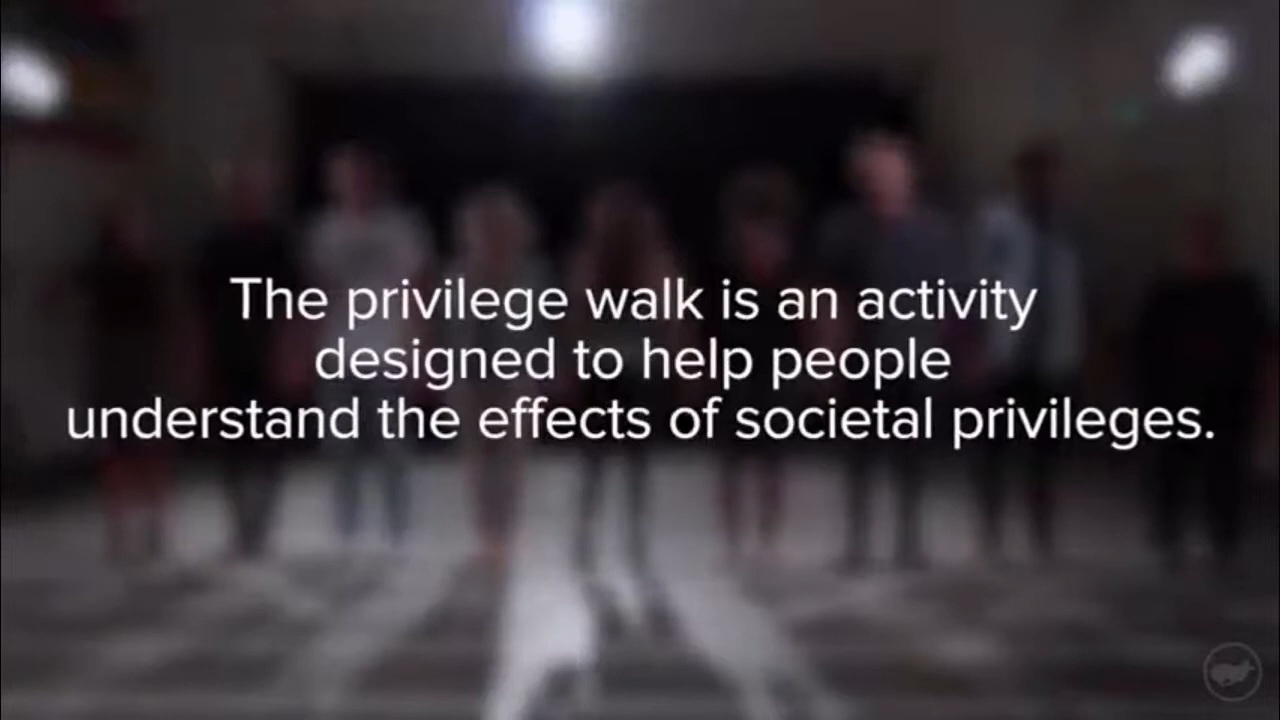 The privilege walk is an activity
designed to help people
understand the effects of societal privileges.